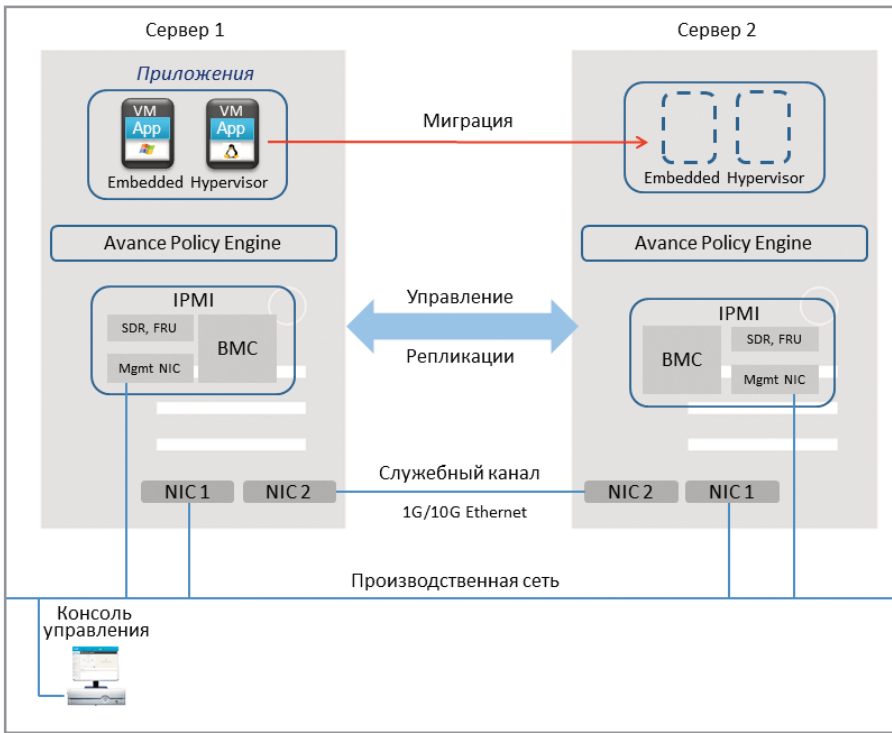 Сервер 1
Сервер 2
Приложения
VM
App
VM
App
Embedded
Hypervisor
Миграция
Embedded
Hypervisor
Avance Policy Engine
Avance Policy Engine
IPMI
SDR, FRU
BMC
Mgmt NIC
Управление
Репликации
IPMI
BMC
SDR, FRU
Mgmt NIC
NIC 1
NIC 2
Служебный канал
1G/10G Ethernet
NIC 2
NIC 1
Производственная сеть
Консоль
управления